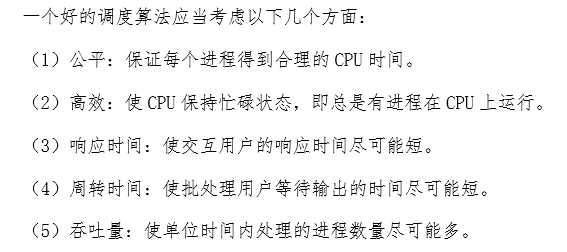 一个好的调度算法应当考虑以下几个方面：
（1）公平：保证每个进程得到合理的 CPU 时间。
（2）高效：使 CPU 保持忙碌状态，即总是有进程在 CPU 上运行。
（3）响应时间：使交互用户的响应时间尽可能短。
（4）周转时间：使批处理用户等待输出的时间尽可能短。
（5）吞吐量：使单位时间内处理的进程数量尽可能多。